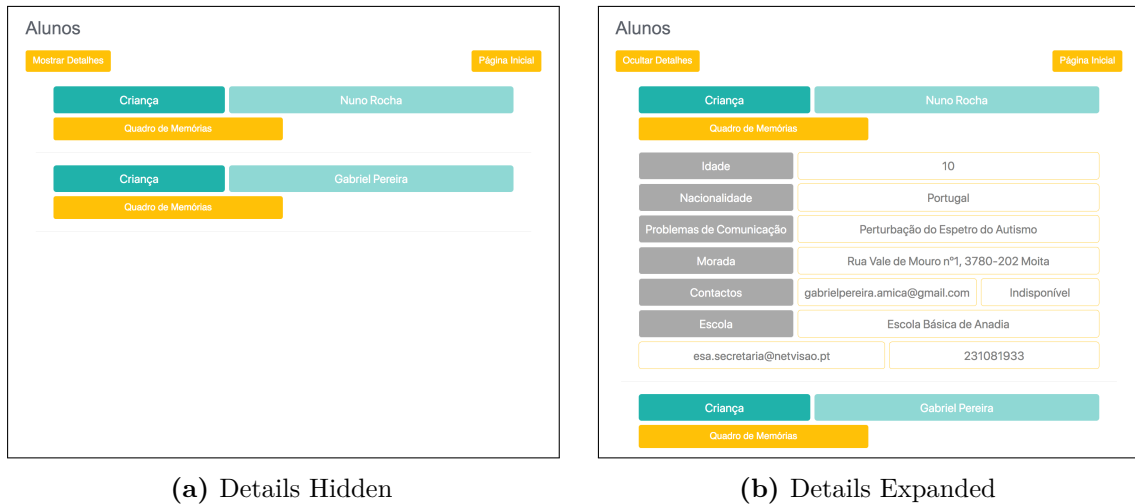 Alunos
Mostrar Detalhes Página Inicial
Criança Nuno Rocha
Quadro de Memórias
Criança Gabriel Pereira
Quadro de Memórias
(a) Details Hidden
Alunos
Ocultar Detalhes Página Inicial
Criança Nuno Rocha
Quadro de Memórias
Idade 10
Nacionalidade Portugal
Problemas de Comunicação Perturbação do Espetro do Autismo
Morada Rua Vale de Mouro nº1, 3780-202 Moita
Contactos gabrielpereira.amica@gmail.com Indisponível
Escola Escola Básica de Anadia
esa.secretaria@netvisao.pt 231081933
Criança Gabriel Pereira
Quadro de Memórias
(b) Details Expanded